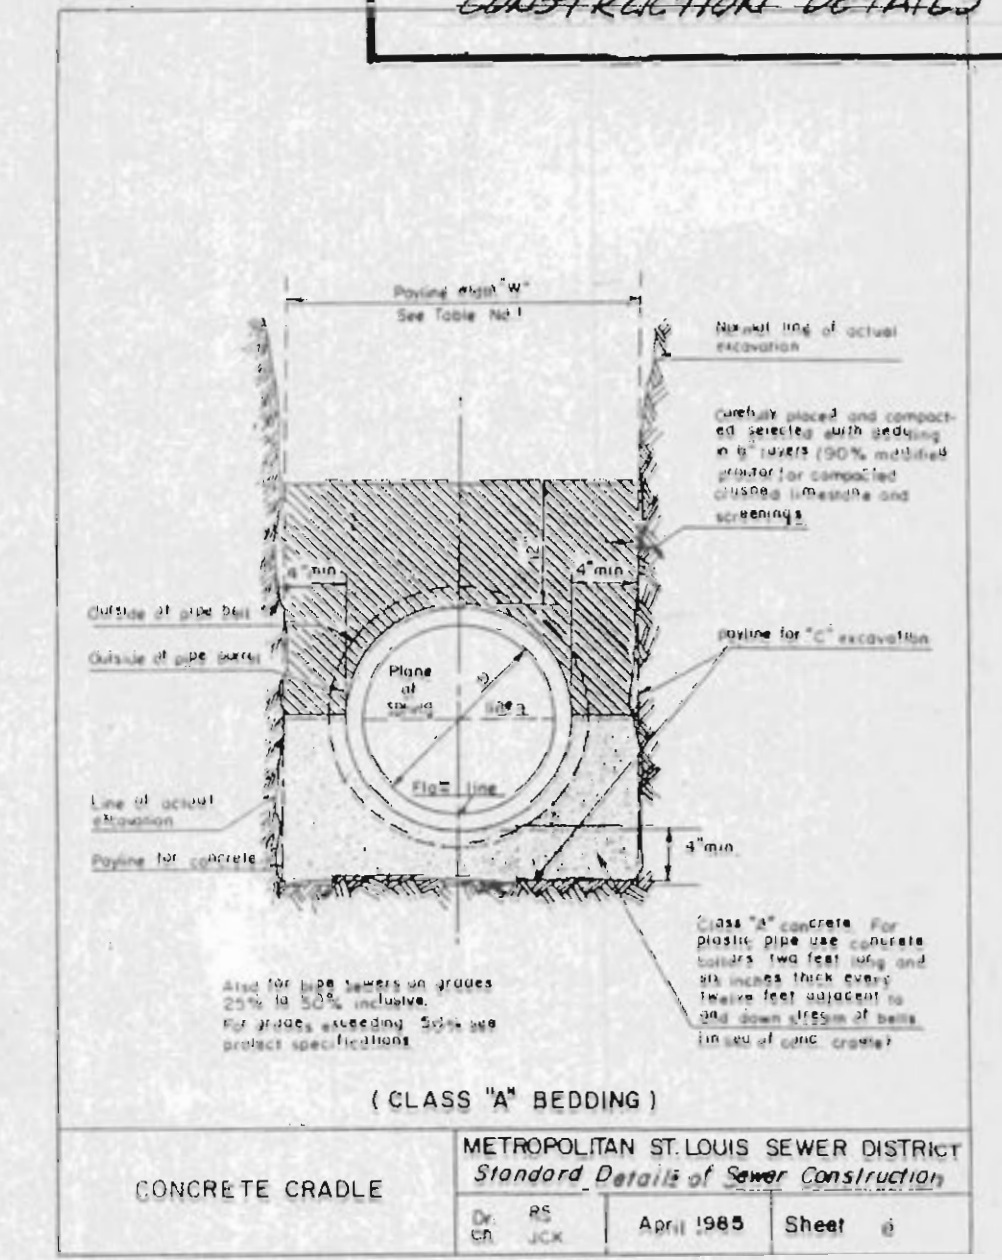 CONSTRUCTION DETAILS
Payline width "W"
See Table No. 1
Normal line of actual
excavation
Carefully placed and compact-
ed selected earth bedding
in 6" layers (90% modified
proctor) or compacted
crushed limestone and
screenings
12"
4" min
4" min
Outside of pipe bell
Outside of pipe barrel
payline for "C" excavation
Plane
of
spring
D
Flow line
Line of actual
excavation
Payline for concrete
4" min
Class "A" concrete. For
plastic pipe use concrete
collars two feet long and
six inches thick every
twelve feet adjacent to
and down stream of bells
(in lieu of conc. cradle)
Also for pipe sewers on grades
25% to 50% inclusive.
For grades exceeding 50% see
project specifications
(CLASS "A" BEDDING)
CONCRETE CRADLE
METROPOLITAN ST. LOUIS SEWER DISTRICT
Standard Details of Sewer Construction
Dr. RS
Ch. JCK
April 1985
Sheet